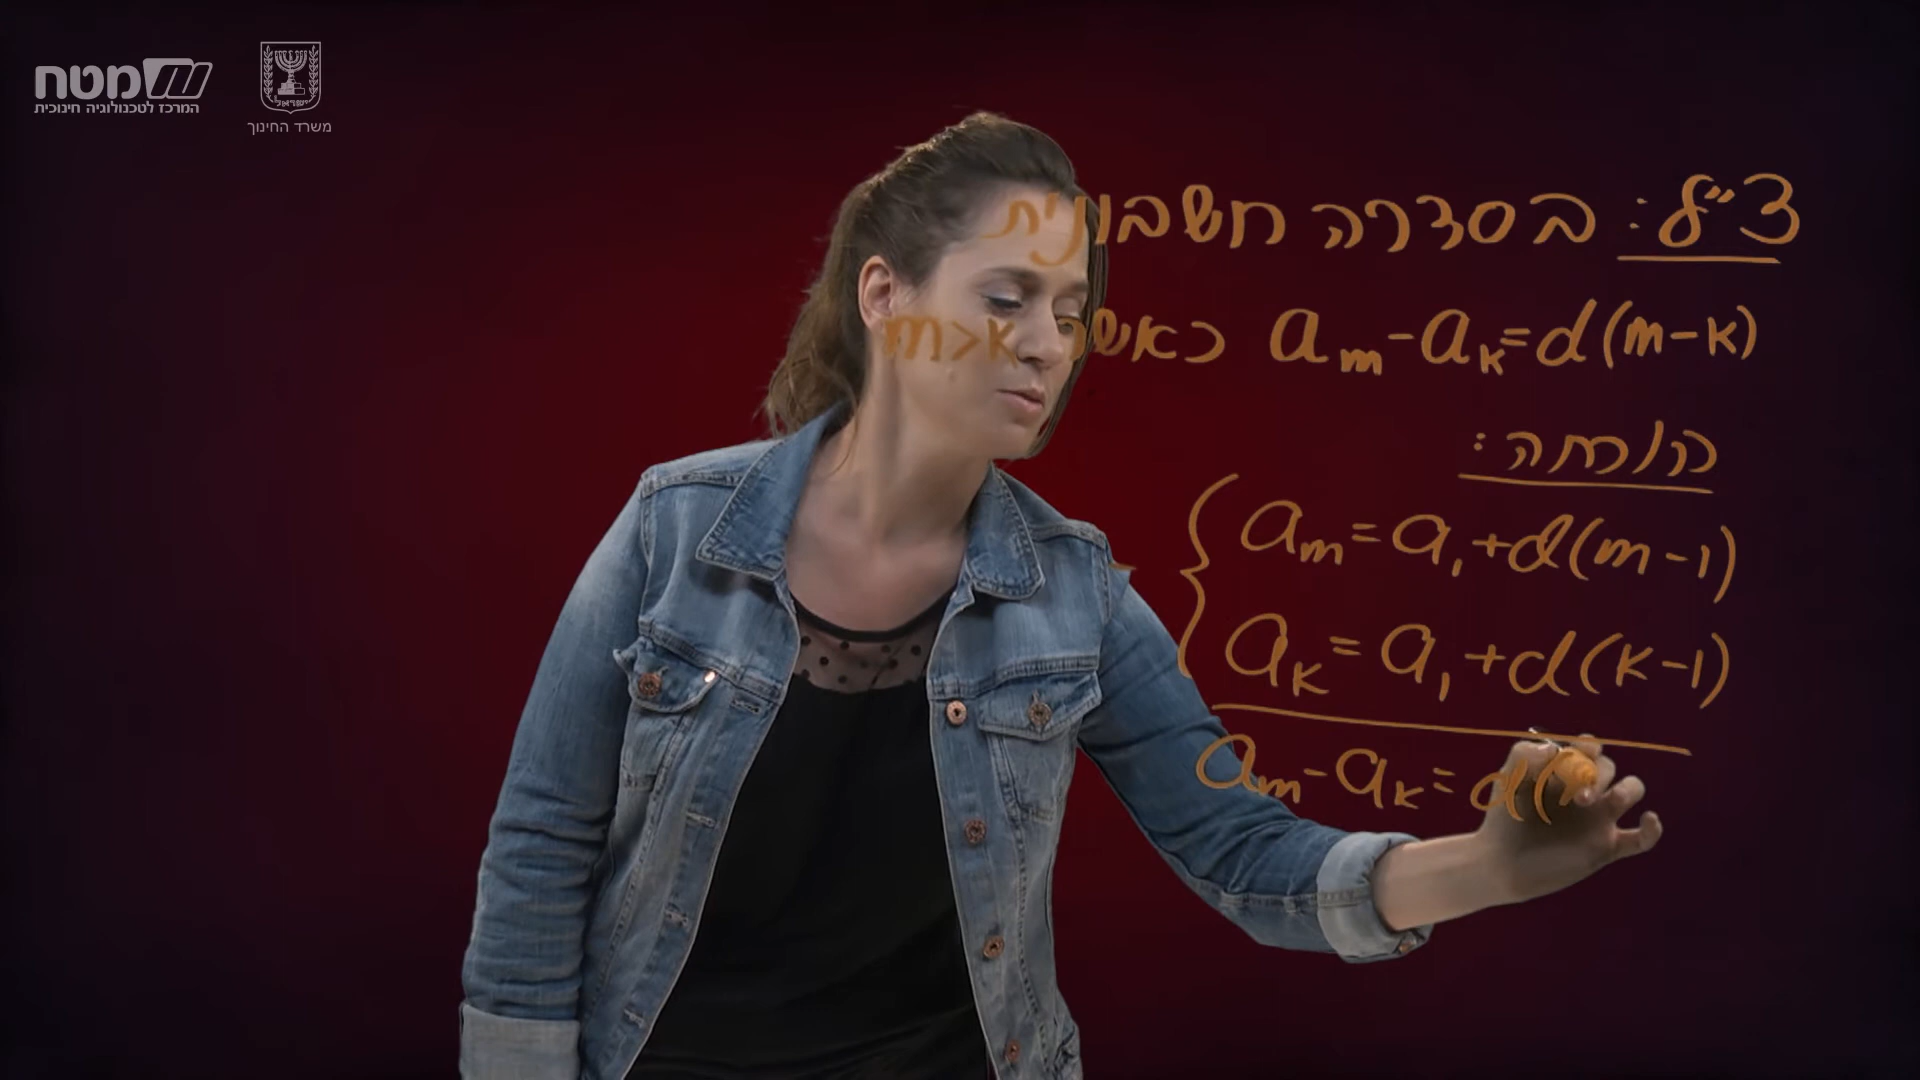 מטח
המרכז לטכנולוגיה חינוכית
ישראל
משרד החינוך
צ"ל: בסדרה חשבונית
aₘ-aₖ=d(m-k) כאשר m>k
הוכחה:
aₘ=a₁+d(m-1)
aₖ=a₁+d(k-1)
aₘ-aₖ=d(